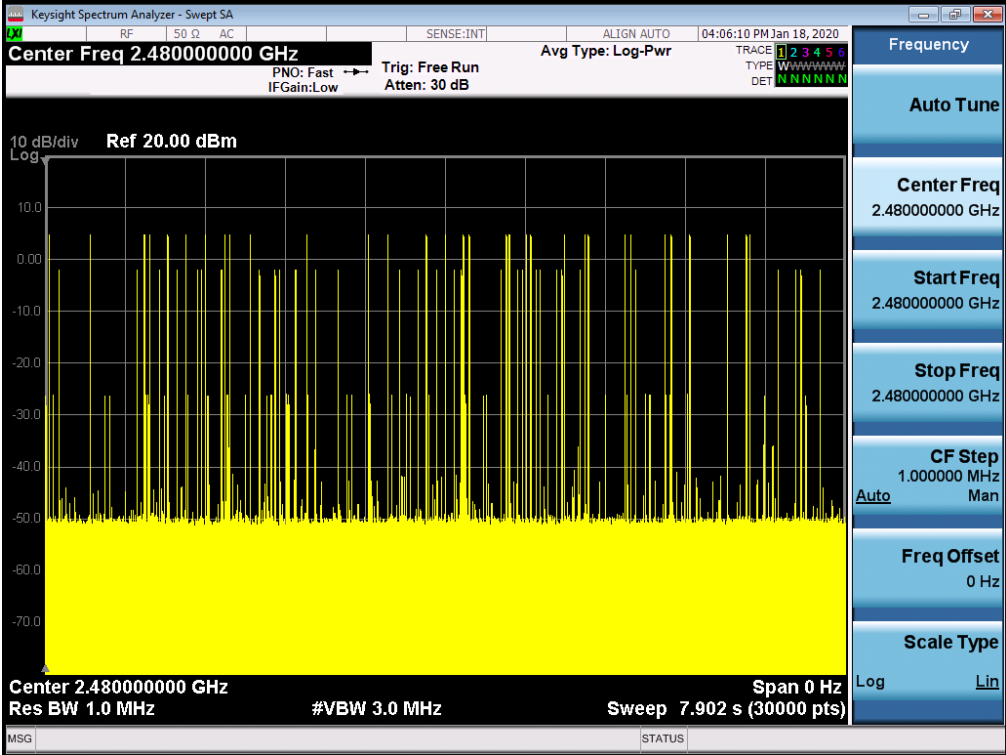 Keysight Spectrum Analyzer - Swept SA
LXI RF 50 Ω AC SENSE:INT ALIGN AUTO 04:06:10 PM Jan 18, 2020
Center Freq 2.480000000 GHz
PNO: Fast
IFGain:Low
Trig: Free Run
Atten: 30 dB
Avg Type: Log-Pwr
TRACE 1 2 3 4 5 6
TYPE WWWWWW
DET N N N N N N
10 dB/div Ref 20.00 dBm
Log
10.0
0.00
-10.0
-20.0
-30.0
-40.0
-50.0
-60.0
-70.0
Center 2.480000000 GHz Span 0 Hz
Res BW 1.0 MHz #VBW 3.0 MHz Sweep 7.902 s (30000 pts)
MSG STATUS
Frequency
Auto Tune
Center Freq
2.480000000 GHz
Start Freq
2.480000000 GHz
Stop Freq
2.480000000 GHz
CF Step
1.000000 MHz
Auto Man
Freq Offset
0 Hz
Scale Type
Log Lin